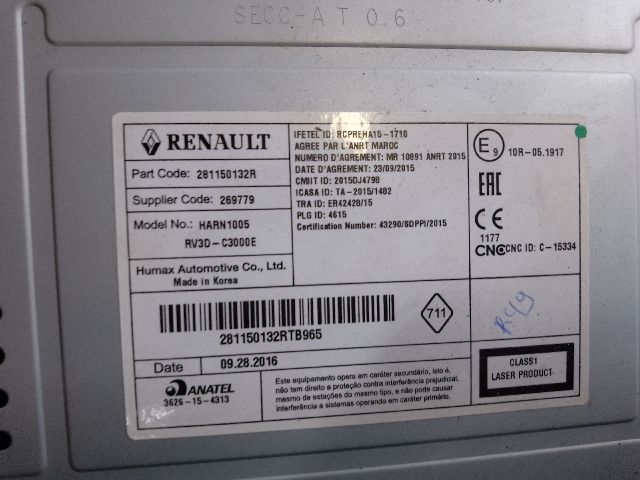 SECC-A T 0.6
RENAULT
Part Code: 281150132R
Supplier Code: 269779
Model No.: HARN1005
RV3D-C3000E
Humax Automotive Co., Ltd.
Made in Korea
IFETEL ID: RCPREHA15-1710
AGREE PAR L'ANRT MAROC
NUMERO D'AGREMENT: MR 10891 ANRT 2015
DATE D'AGREMENT: 23/09/2015
CMIIT ID: 2015DJ4798
ICASA ID: TA-2015/1482
TRA ID: ER42428/15
PLG ID: 4615
Certification Number: 43290/SDPPI/2015
E9 10R-05.1917
EAC
CE
1177
CNC CNC ID: C-15334
281150132RTB965
711
R49
Date 09.28.2016
CLASS1
LASER PRODUCT
ANATEL
3626-15-4313
Este equipamento opera em caráter secundário, isto é,
não tem direito a proteção contra interferência prejudicial,
mesmo de estações do mesmo tipo, e não pode causar
interferência a sistemas operando em caráter primário.